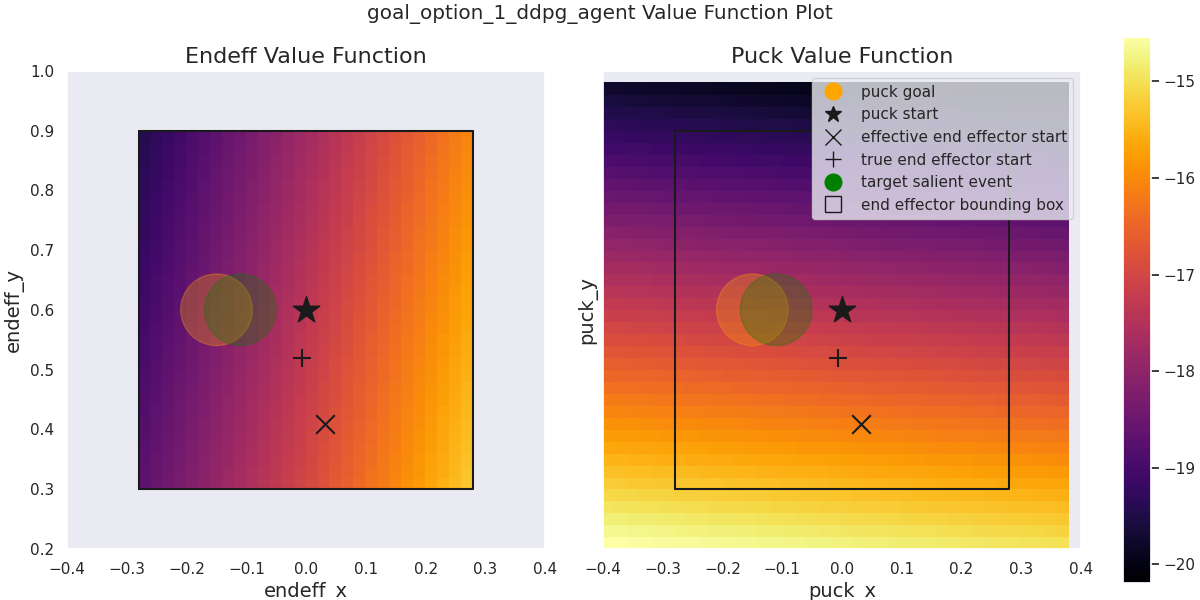 goal_option_1_ddpg_agent Value Function Plot
Endeff Value Function
endeff_y
1.0
0.9
0.8
0.7
0.6
0.5
0.4
0.3
0.2
−0.4 −0.3 −0.2 −0.1 0.0 0.1 0.2 0.3 0.4
endeff_x
Puck Value Function
puck_y
puck goal
puck start
effective end effector start
true end effector start
target salient event
end effector bounding box
−0.4 −0.3 −0.2 −0.1 0.0 0.1 0.2 0.3 0.4
puck_x
−15
−16
−17
−18
−19
−20